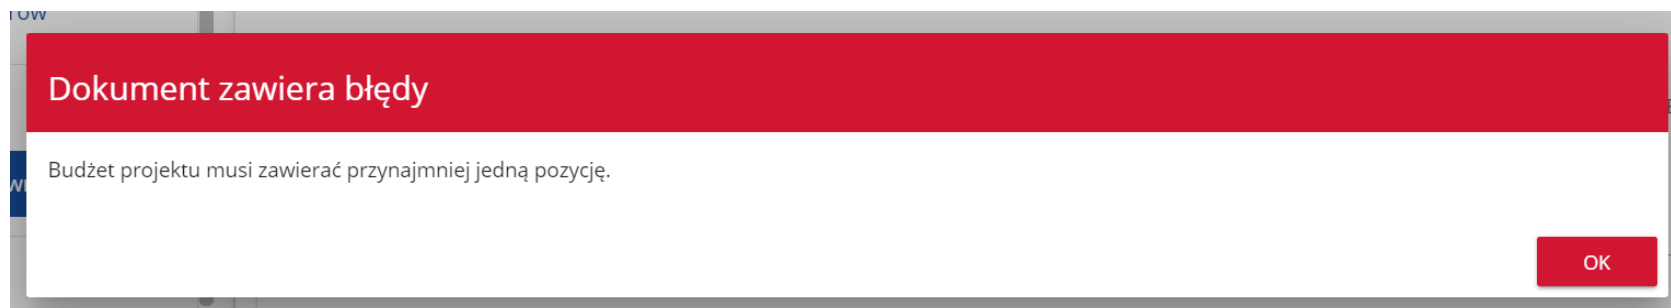 Dokument zawiera błędy
Budżet projektu musi zawierać przynajmniej jedną pozycję.
OK